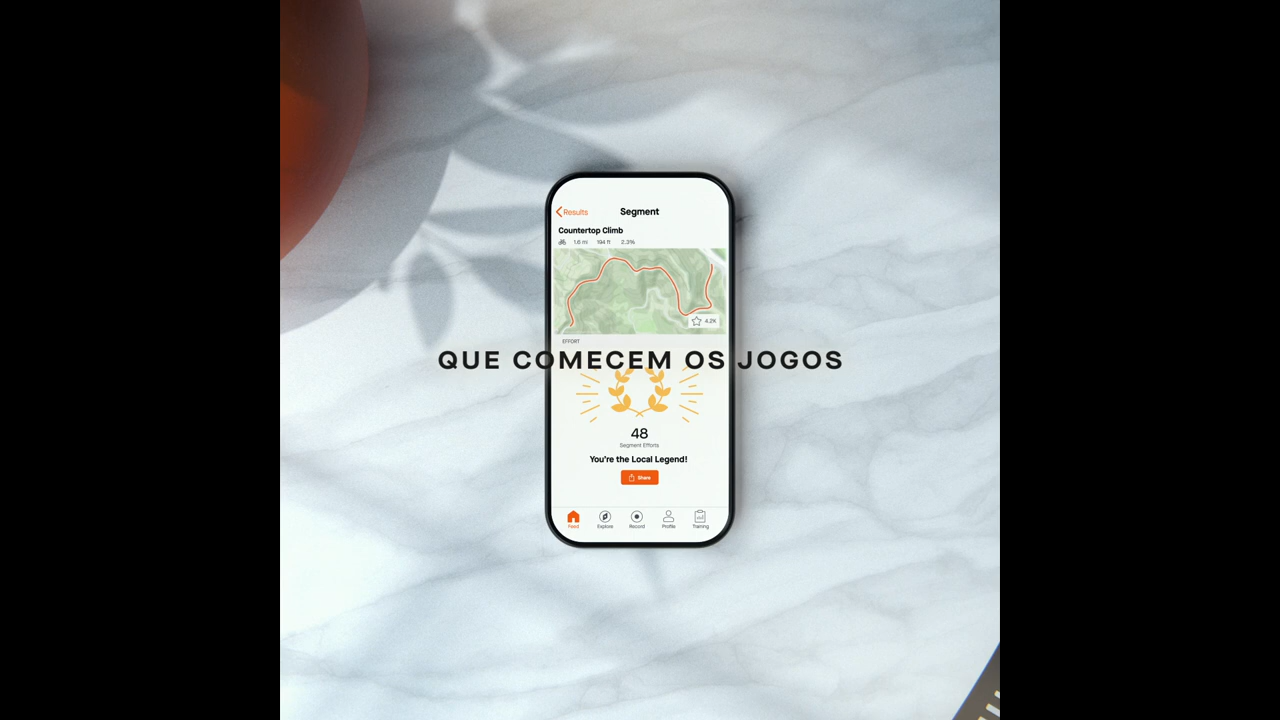 Results
Segment
Countertop Climb
1.6 mi 194 ft 2.3%
4.2K
EFFORT
QUE COMECEM OS JOGOS
48
Segment Efforts
You're the Local Legend!
Share
Feed Explore Record Profile Training